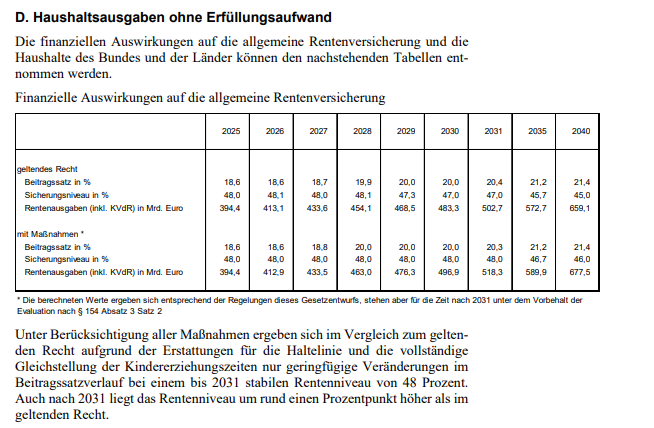 D. Haushaltsausgaben ohne Erfüllungsaufwand
Die finanziellen Auswirkungen auf die allgemeine Rentenversicherung und die
Haushalte des Bundes und der Länder können den nachstehenden Tabellen ent-
nommen werden.
Finanzielle Auswirkungen auf die allgemeine Rentenversicherung
2025 2026 2027 2028 2029 2030 2031 2035 2040
geltendes Recht
Beitragssatz in % 18,6 18,6 18,7 19,9 20,0 20,0 20,4 21,2 21,4
Sicherungsniveau in % 48,0 48,1 48,0 48,1 47,3 47,0 47,0 45,7 45,0
Rentenausgaben (inkl. KVdR) in Mrd. Euro 394,4 413,1 433,6 454,1 468,5 483,3 502,7 572,7 659,1
mit Maßnahmen *
Beitragssatz in % 18,6 18,6 18,8 20,0 20,0 20,0 20,3 21,2 21,4
Sicherungsniveau in % 48,0 48,0 48,0 48,0 48,0 48,0 48,0 46,7 46,0
Rentenausgaben (inkl. KVdR) in Mrd. Euro 394,4 412,9 433,5 463,0 476,3 496,9 518,3 589,9 677,5
* Die berechneten Werte ergeben sich entsprechend der Regelungen dieses Gesetzentwurfs, stehen aber für die Zeit nach 2031 unter dem Vorbehalt der
Evaluation nach § 154 Absatz 3 Satz 2
Unter Berücksichtigung aller Maßnahmen ergeben sich im Vergleich zum gelten-
den Recht aufgrund der Erstattungen für die Haltelinie und die vollständige
Gleichstellung der Kindererziehungszeiten nur geringfügige Veränderungen im
Beitragssatzverlauf bei einem bis 2031 stabilen Rentenniveau von 48 Prozent.
Auch nach 2031 liegt das Rentenniveau um rund einen Prozentpunkt höher als im
geltenden Recht.